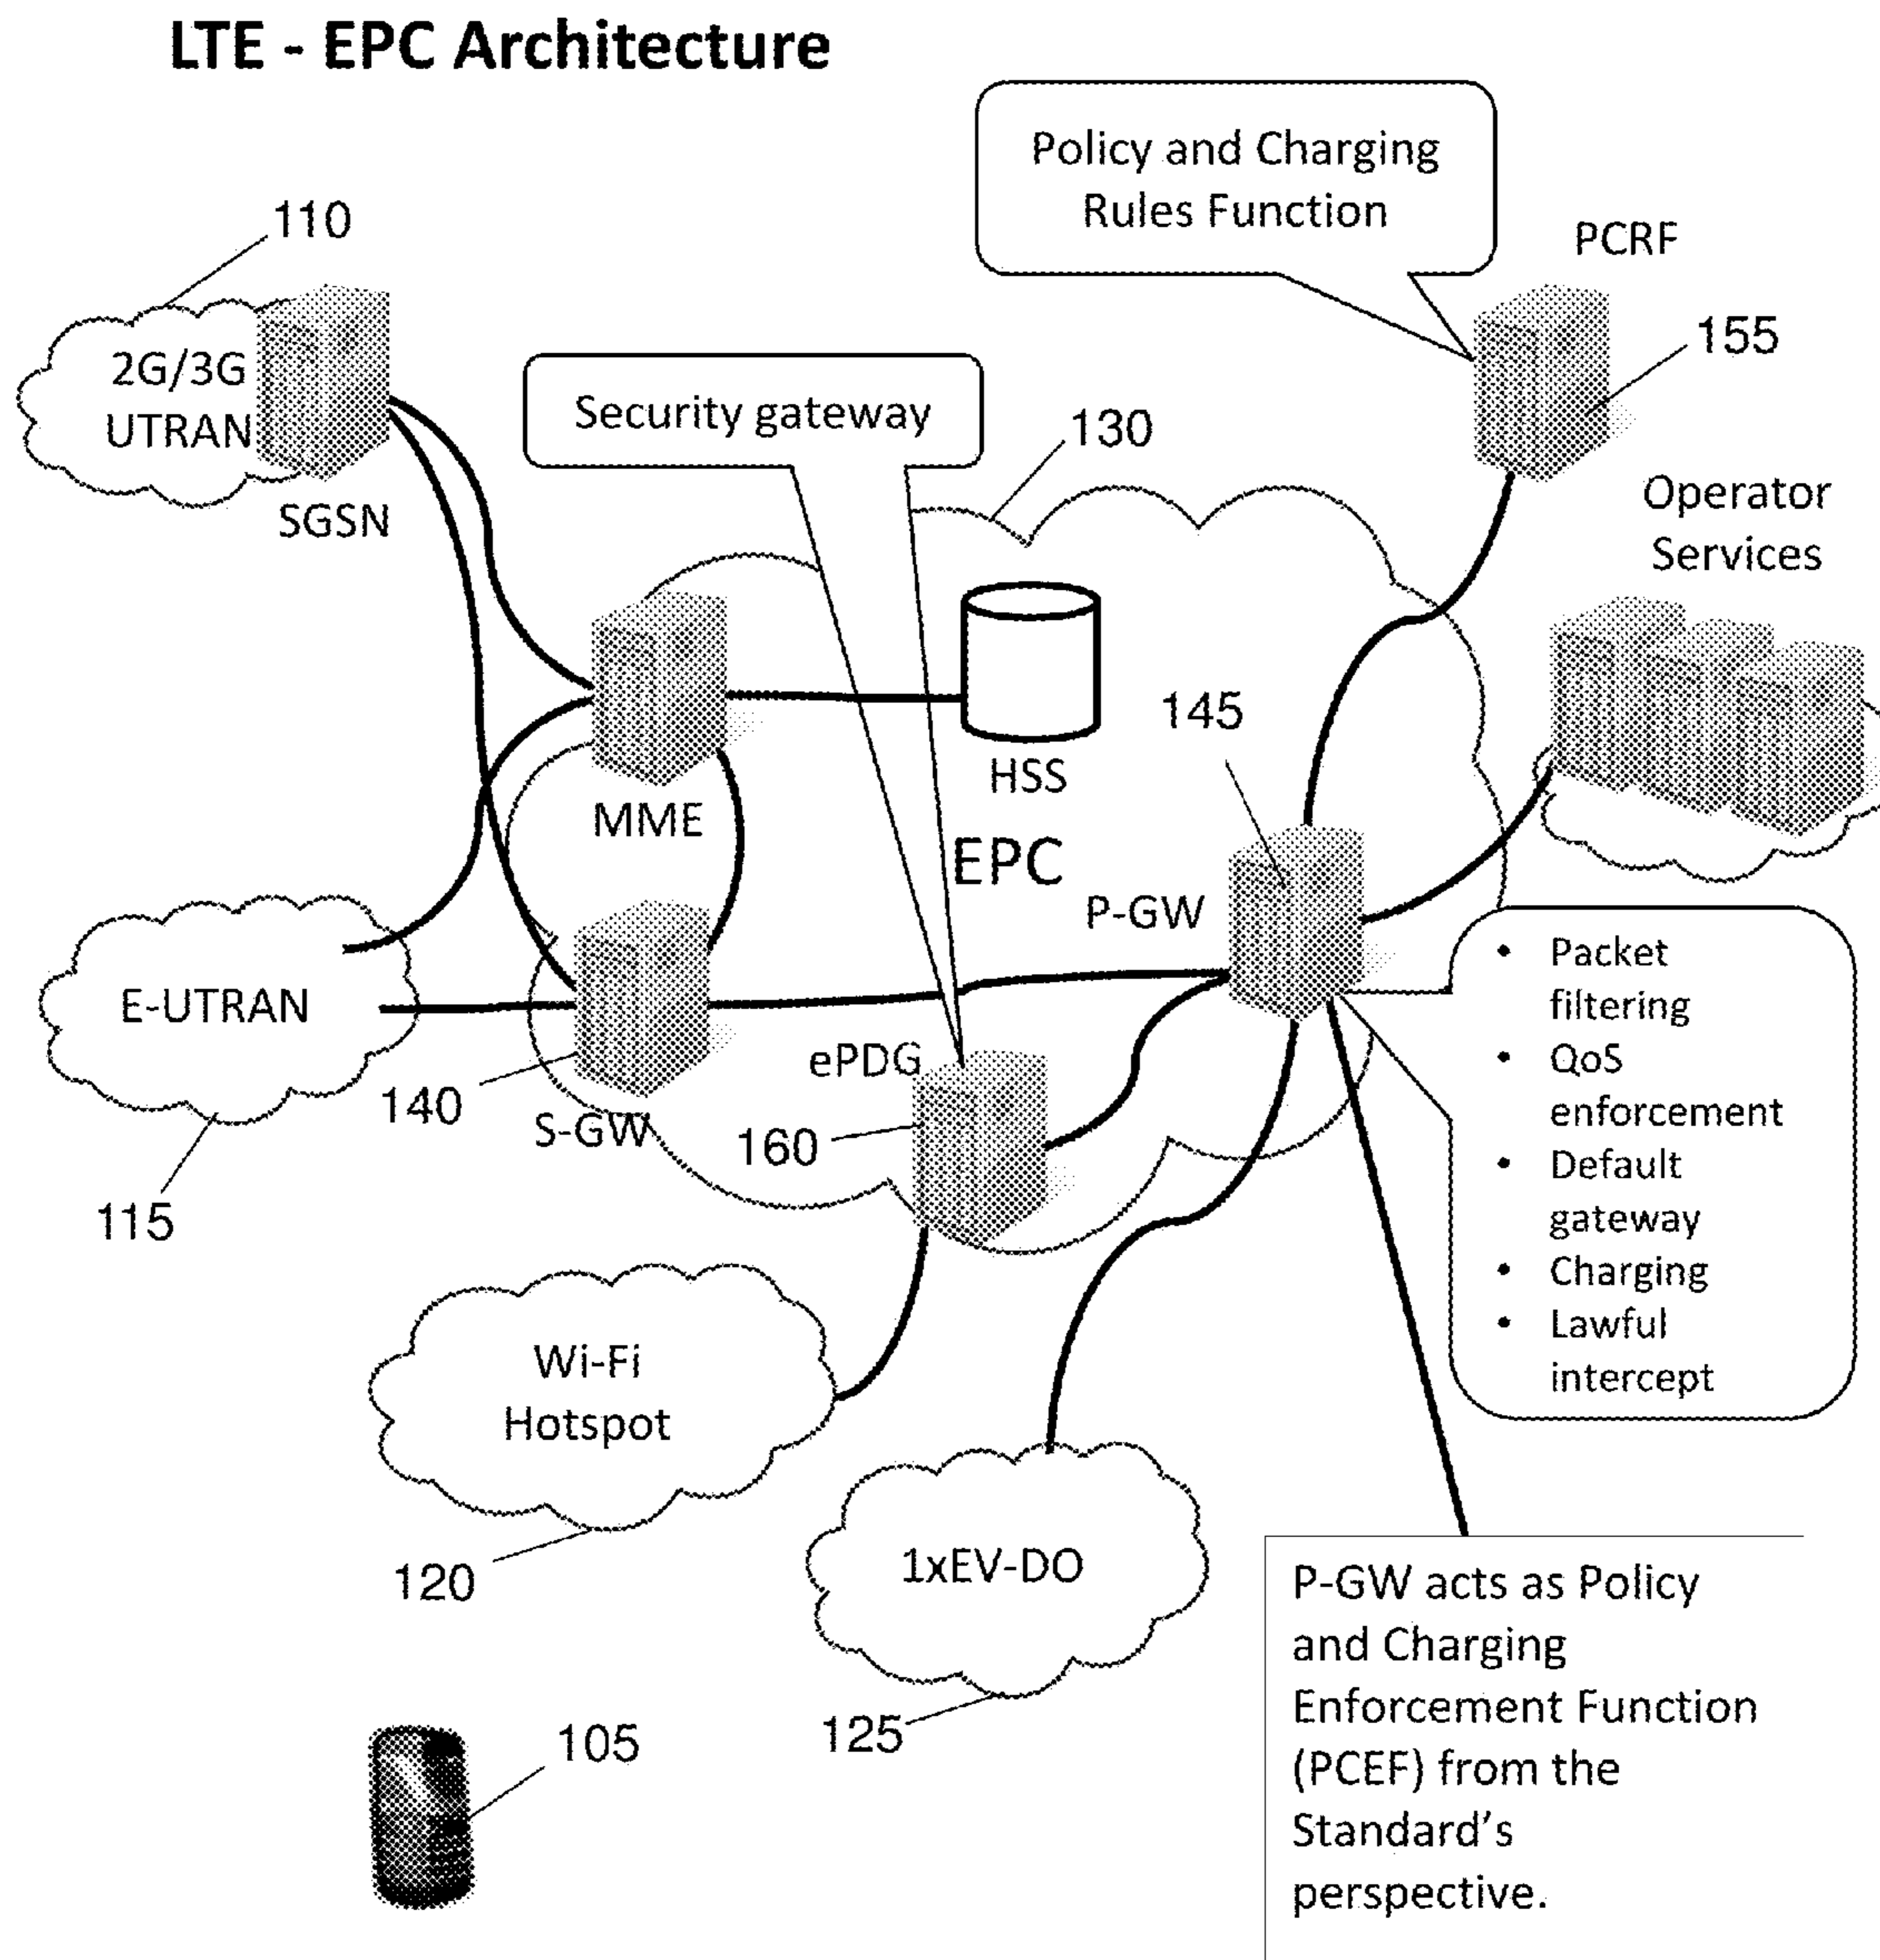 LTE - EPC Architecture
Policy and Charging
Rules Function
110
PCRF
155
2G/3G
UTRAN
SGSN
Security gateway
130
Operator
Services
145
HSS
MME
EPC
P-GW
E-UTRAN
140
S-GW
ePDG
160
115
• Packet
filtering
• QoS
enforcement
• Default
gateway
• Charging
• Lawful
intercept
Wi-Fi
Hotspot
120
1xEV-DO
125
105
P-GW acts as Policy
and Charging
Enforcement Function
(PCEF) from the
Standard's
perspective.